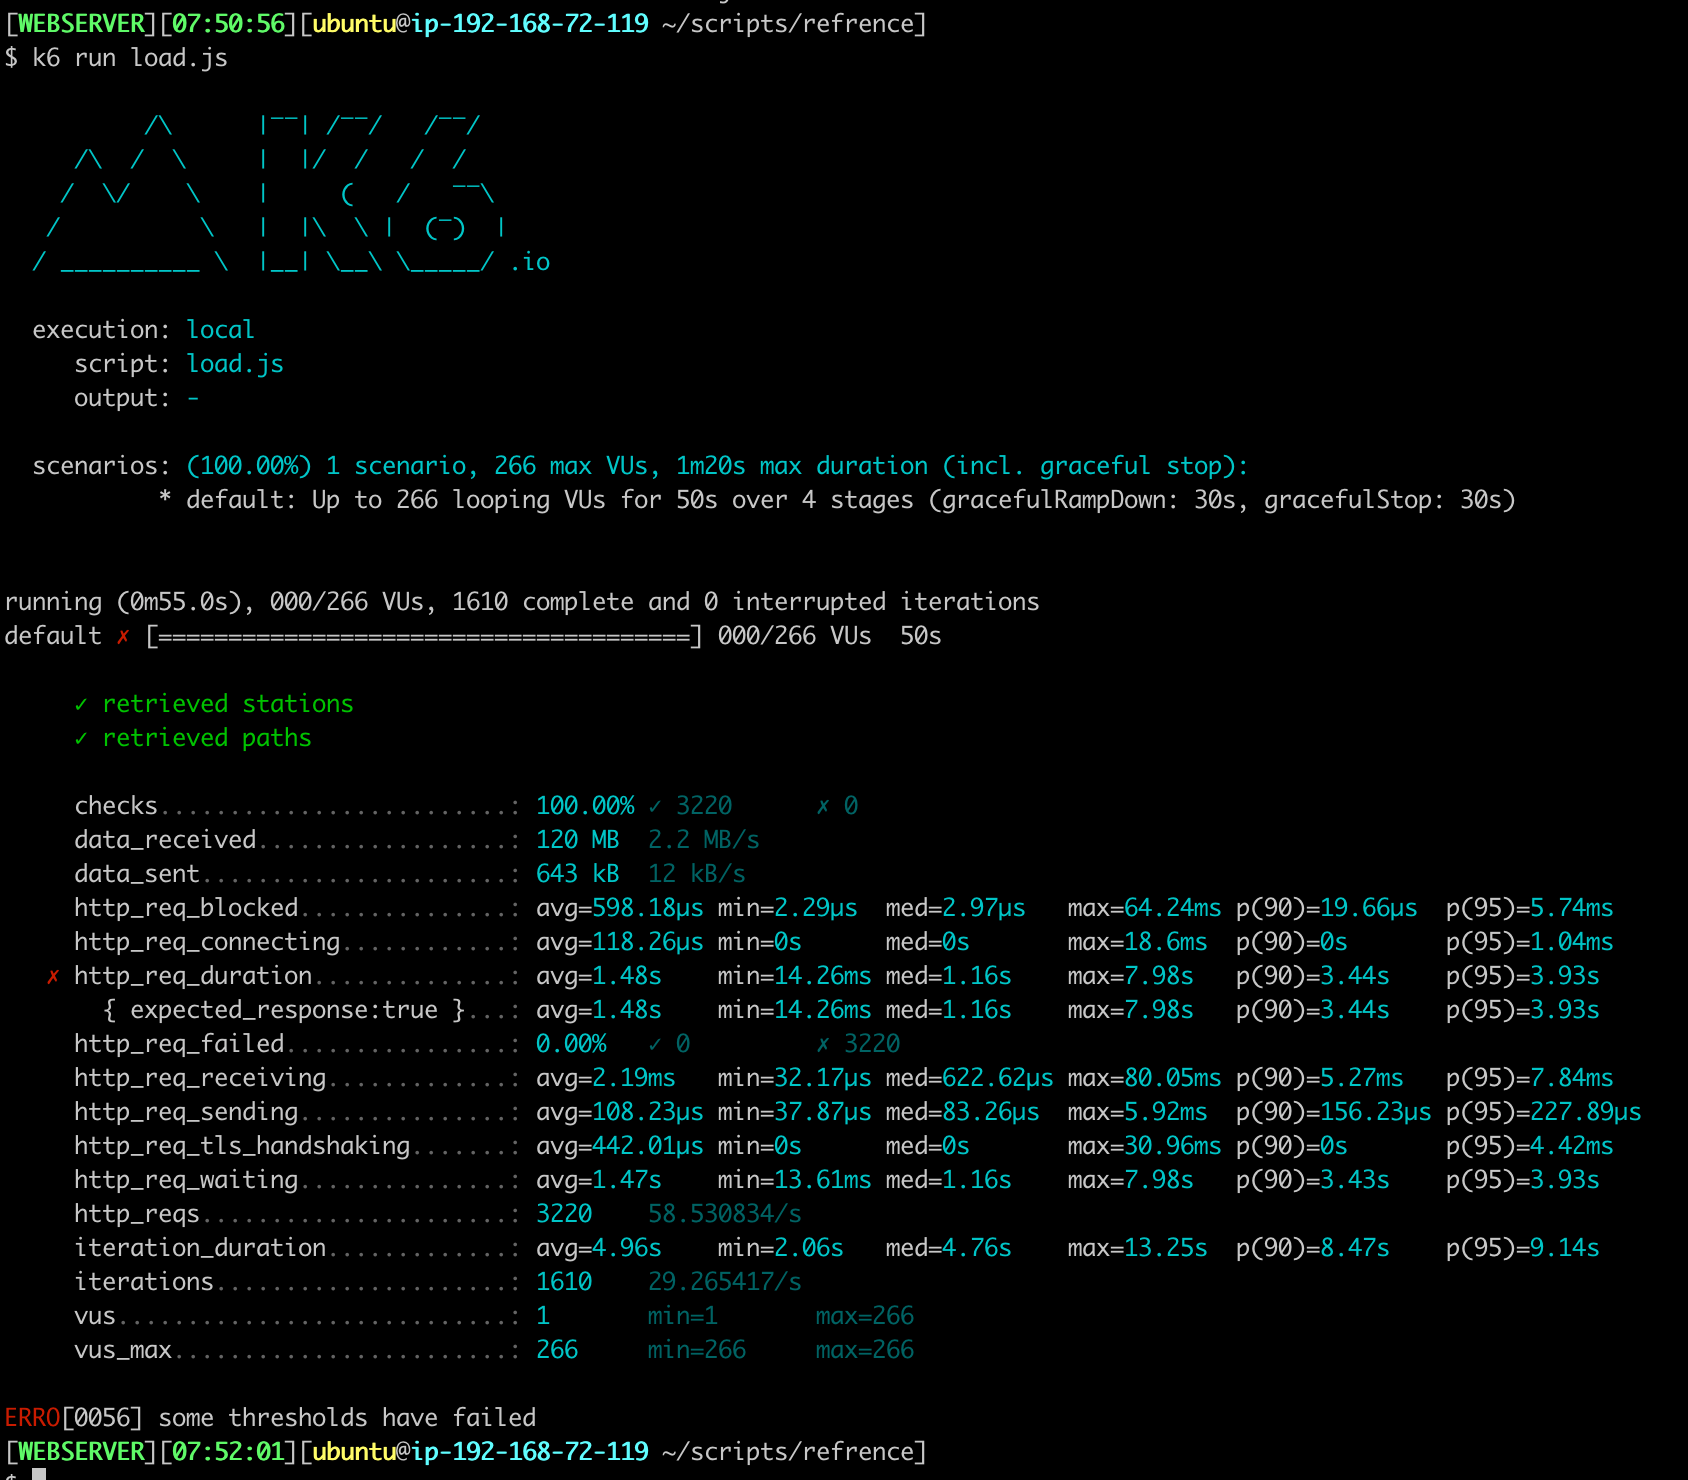 [WEBSERVER][07:50:56][ubuntu@ip-192-168-72-119 ~/scripts/refrence]
$ k6 run load.js
          /\      |‾‾| /‾‾/   /‾‾/
     /\  /  \     |  |/  /   /  /
    /  \/    \    |     (   /   ‾‾\
   /          \   |  |\  \ |  (‾)  |
  / __________ \  |__| \__\ \_____/ .io
  execution: local
     script: load.js
     output: -
  scenarios: (100.00%) 1 scenario, 266 max VUs, 1m20s max duration (incl. graceful stop):
           * default: Up to 266 looping VUs for 50s over 4 stages (gracefulRampDown: 30s, gracefulStop: 30s)
running (0m55.0s), 000/266 VUs, 1610 complete and 0 interrupted iterations
default ✗ [======================================] 000/266 VUs  50s
     ✓ retrieved stations
     ✓ retrieved paths
     checks.........................: 100.00% ✓ 3220      ✗ 0
     data_received..................: 120 MB  2.2 MB/s
     data_sent......................: 643 kB  12 kB/s
     http_req_blocked...............: avg=598.18µs min=2.29µs  med=2.97µs   max=64.24ms p(90)=19.66µs  p(95)=5.74ms
     http_req_connecting............: avg=118.26µs min=0s      med=0s       max=18.6ms  p(90)=0s       p(95)=1.04ms
   ✗ http_req_duration..............: avg=1.48s    min=14.26ms med=1.16s    max=7.98s   p(90)=3.44s    p(95)=3.93s
       { expected_response:true }...: avg=1.48s    min=14.26ms med=1.16s    max=7.98s   p(90)=3.44s    p(95)=3.93s
     http_req_failed................: 0.00%   ✓ 0         ✗ 3220
     http_req_receiving.............: avg=2.19ms   min=32.17µs med=622.62µs max=80.05ms p(90)=5.27ms   p(95)=7.84ms
     http_req_sending...............: avg=108.23µs min=37.87µs med=83.26µs  max=5.92ms  p(90)=156.23µs p(95)=227.89µs
     http_req_tls_handshaking.......: avg=442.01µs min=0s      med=0s       max=30.96ms p(90)=0s       p(95)=4.42ms
     http_req_waiting...............: avg=1.47s    min=13.61ms med=1.16s    max=7.98s   p(90)=3.43s    p(95)=3.93s
     http_reqs......................: 3220    58.530834/s
     iteration_duration.............: avg=4.96s    min=2.06s   med=4.76s    max=13.25s  p(90)=8.47s    p(95)=9.14s
     iterations.....................: 1610    29.265417/s
     vus............................: 1       min=1       max=266
     vus_max........................: 266     min=266     max=266
ERRO[0056] some thresholds have failed
[WEBSERVER][07:52:01][ubuntu@ip-192-168-72-119 ~/scripts/refrence]
$